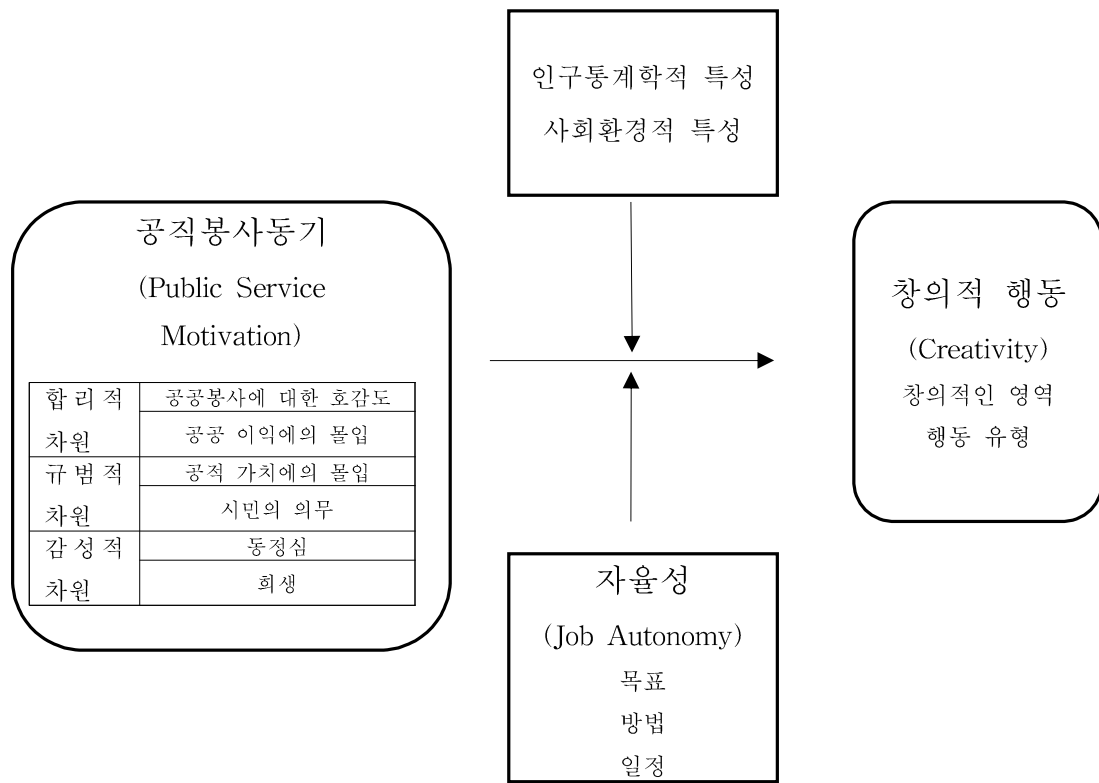 인구통계학적 특성
사회환경적 특성
공직봉사동기
(Public Service
Motivation)
합리적
차원
공공봉사에 대한 호감도
공공 이익에의 몰입
규범적
차원
공적 가치에의 몰입
시민의 의무
감성적
차원
동정심
희생
창의적 행동
(Creativity)
창의적인 영역
행동 유형
자율성
(Job Autonomy)
목표
방법
일정